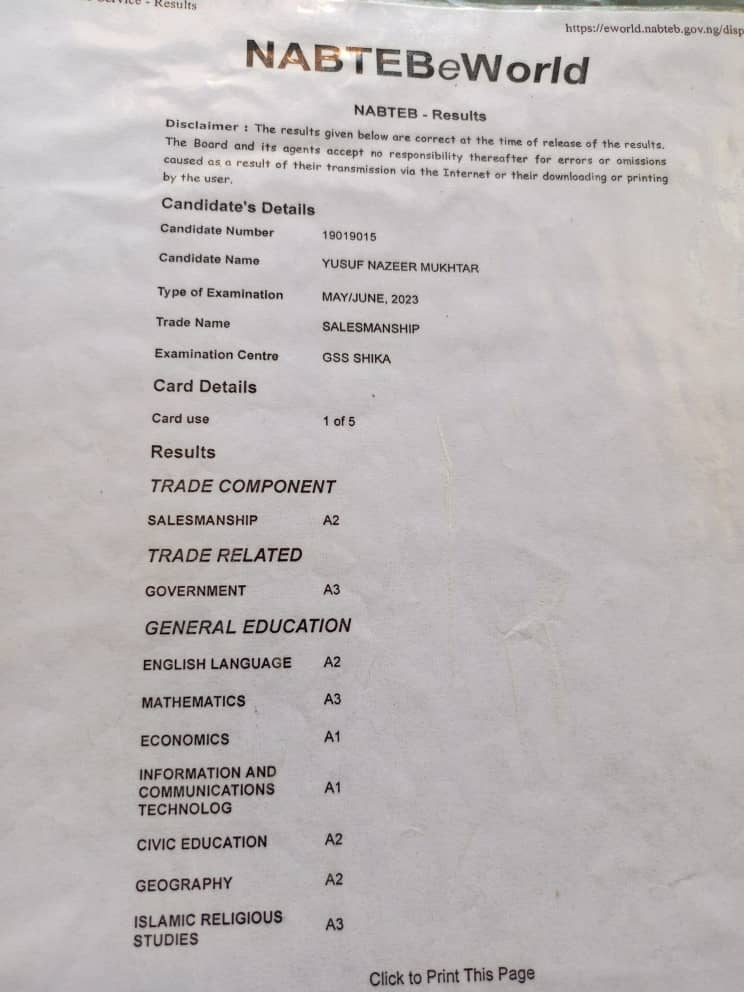 Service - Results
https://eworld.nabteb.gov.ng/disp
NABTEBeWorld
NABTEB - Results
Disclaimer : The results given below are correct at the time of release of the results.
The Board and its agents accept no responsibility thereafter for errors or omissions
caused as a result of their transmission via the Internet or their downloading or printing
by the user.
Candidate's Details
Candidate Number 19019015
Candidate Name YUSUF NAZEER MUKHTAR
Type of Examination MAY/JUNE, 2023
Trade Name SALESMANSHIP
Examination Centre GSS SHIKA
Card Details
Card use 1 of 5
Results
TRADE COMPONENT
SALESMANSHIP A2
TRADE RELATED
GOVERNMENT A3
GENERAL EDUCATION
ENGLISH LANGUAGE A2
MATHEMATICS A3
ECONOMICS A1
INFORMATION AND
COMMUNICATIONS A1
TECHNOLOG
CIVIC EDUCATION A2
GEOGRAPHY A2
ISLAMIC RELIGIOUS A3
STUDIES
Click to Print This Page